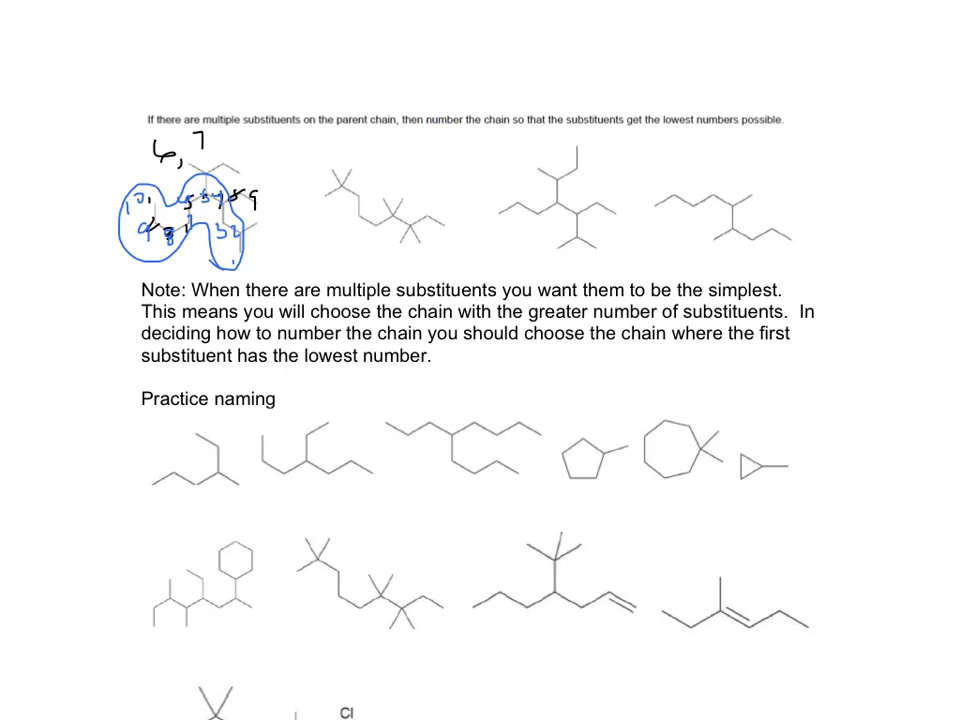 If there are multiple substituents on the parent chain, then number the chain so that the substituents get the lowest numbers possible.
6, 7
Note: When there are multiple substituents you want them to be the simplest.
This means you will choose the chain with the greater number of substituents. In
deciding how to number the chain you should choose the chain where the first
substituent has the lowest number.
Practice naming
Cl